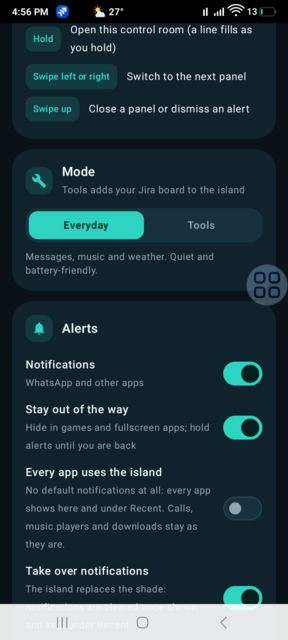 4:56 PM 27° 13
Hold Open this control room (a line fills as
you hold)
Swipe left or right Switch to the next panel
Swipe up Close a panel or dismiss an alert
Mode
Tools adds your Jira board to the island
Everyday Tools
Messages, music and weather. Quiet and
battery-friendly.
Alerts
Notifications
WhatsApp and other apps
Stay out of the way
Hide in games and fullscreen apps; hold
alerts until you are back
Every app uses the island
No default notifications at all: every app
shows here and under Recent. Calls,
music players and downloads stay as
they are.
Take over notifications
The island replaces the shade: